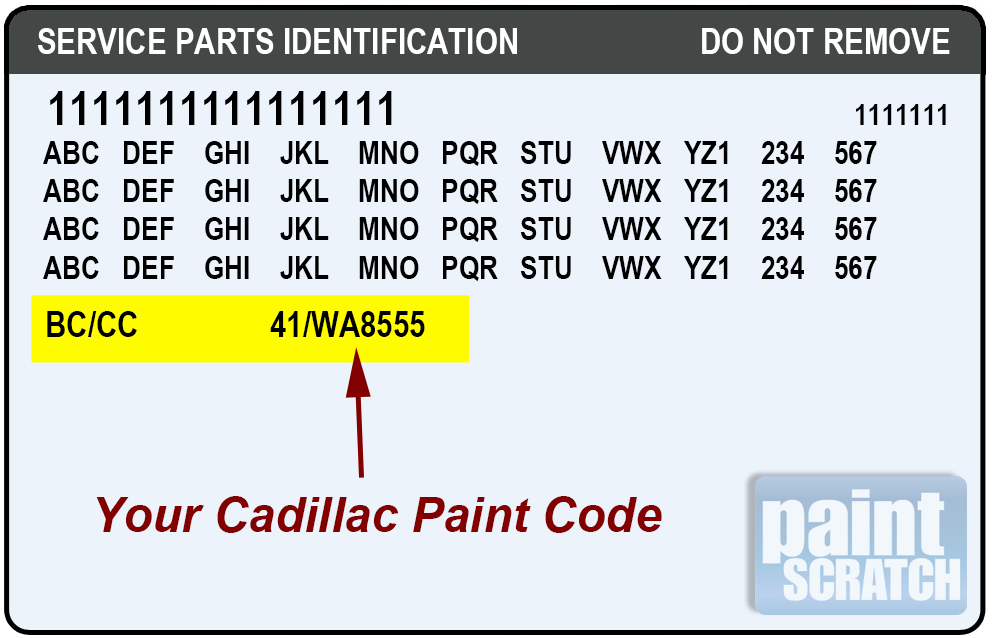 SERVICE PARTS IDENTIFICATION DO NOT REMOVE
1111111111111111 1111111
ABC DEF GHI JKL MNO PQR STU VWX YZ1 234 567
ABC DEF GHI JKL MNO PQR STU VWX YZ1 234 567
ABC DEF GHI JKL MNO PQR STU VWX YZ1 234 567
ABC DEF GHI JKL MNO PQR STU VWX YZ1 234 567
BC/CC 41/WA8555
Your Cadillac Paint Code
paint
SCRATCH